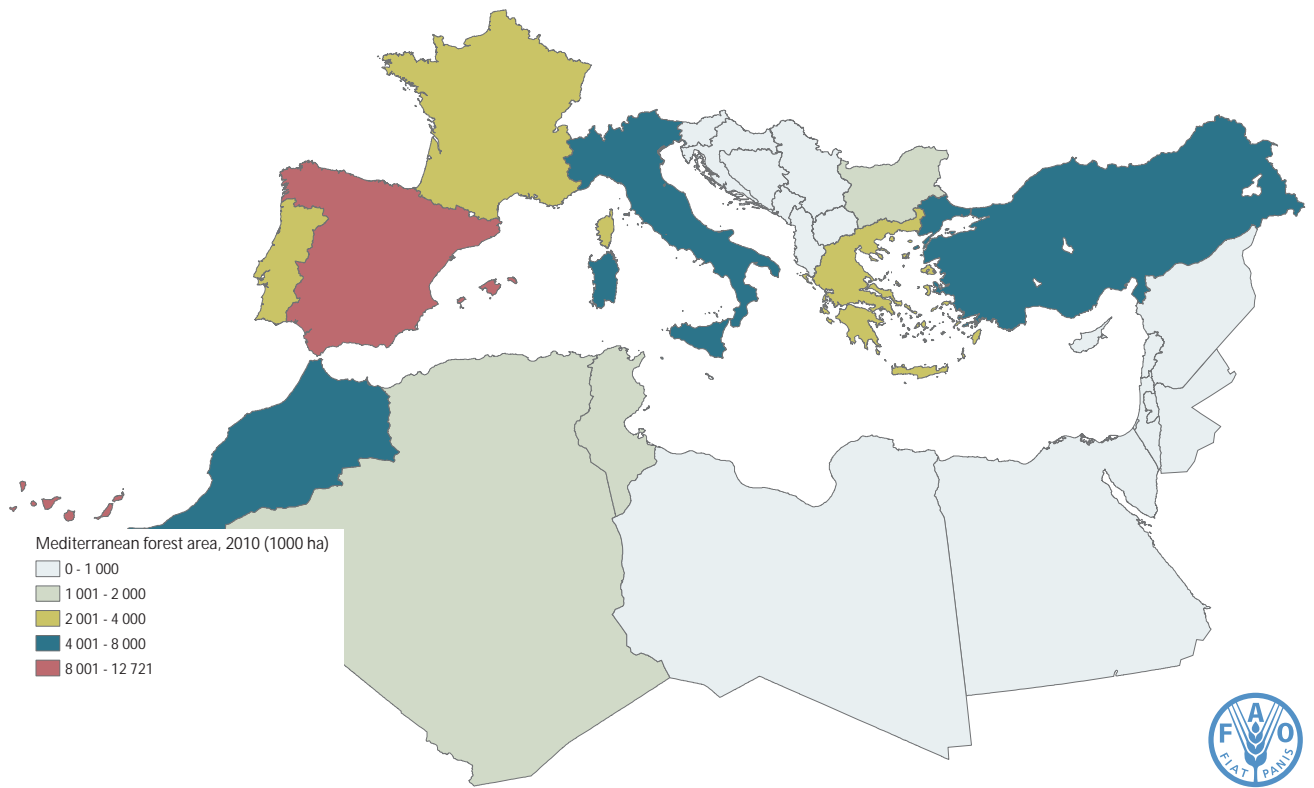 Mediterranean forest area, 2010 (1000 ha)
0 - 1 000
1 001 - 2 000
2 001 - 4 000
4 001 - 8 000
8 001 - 12 721
F A O
FIAT PANIS